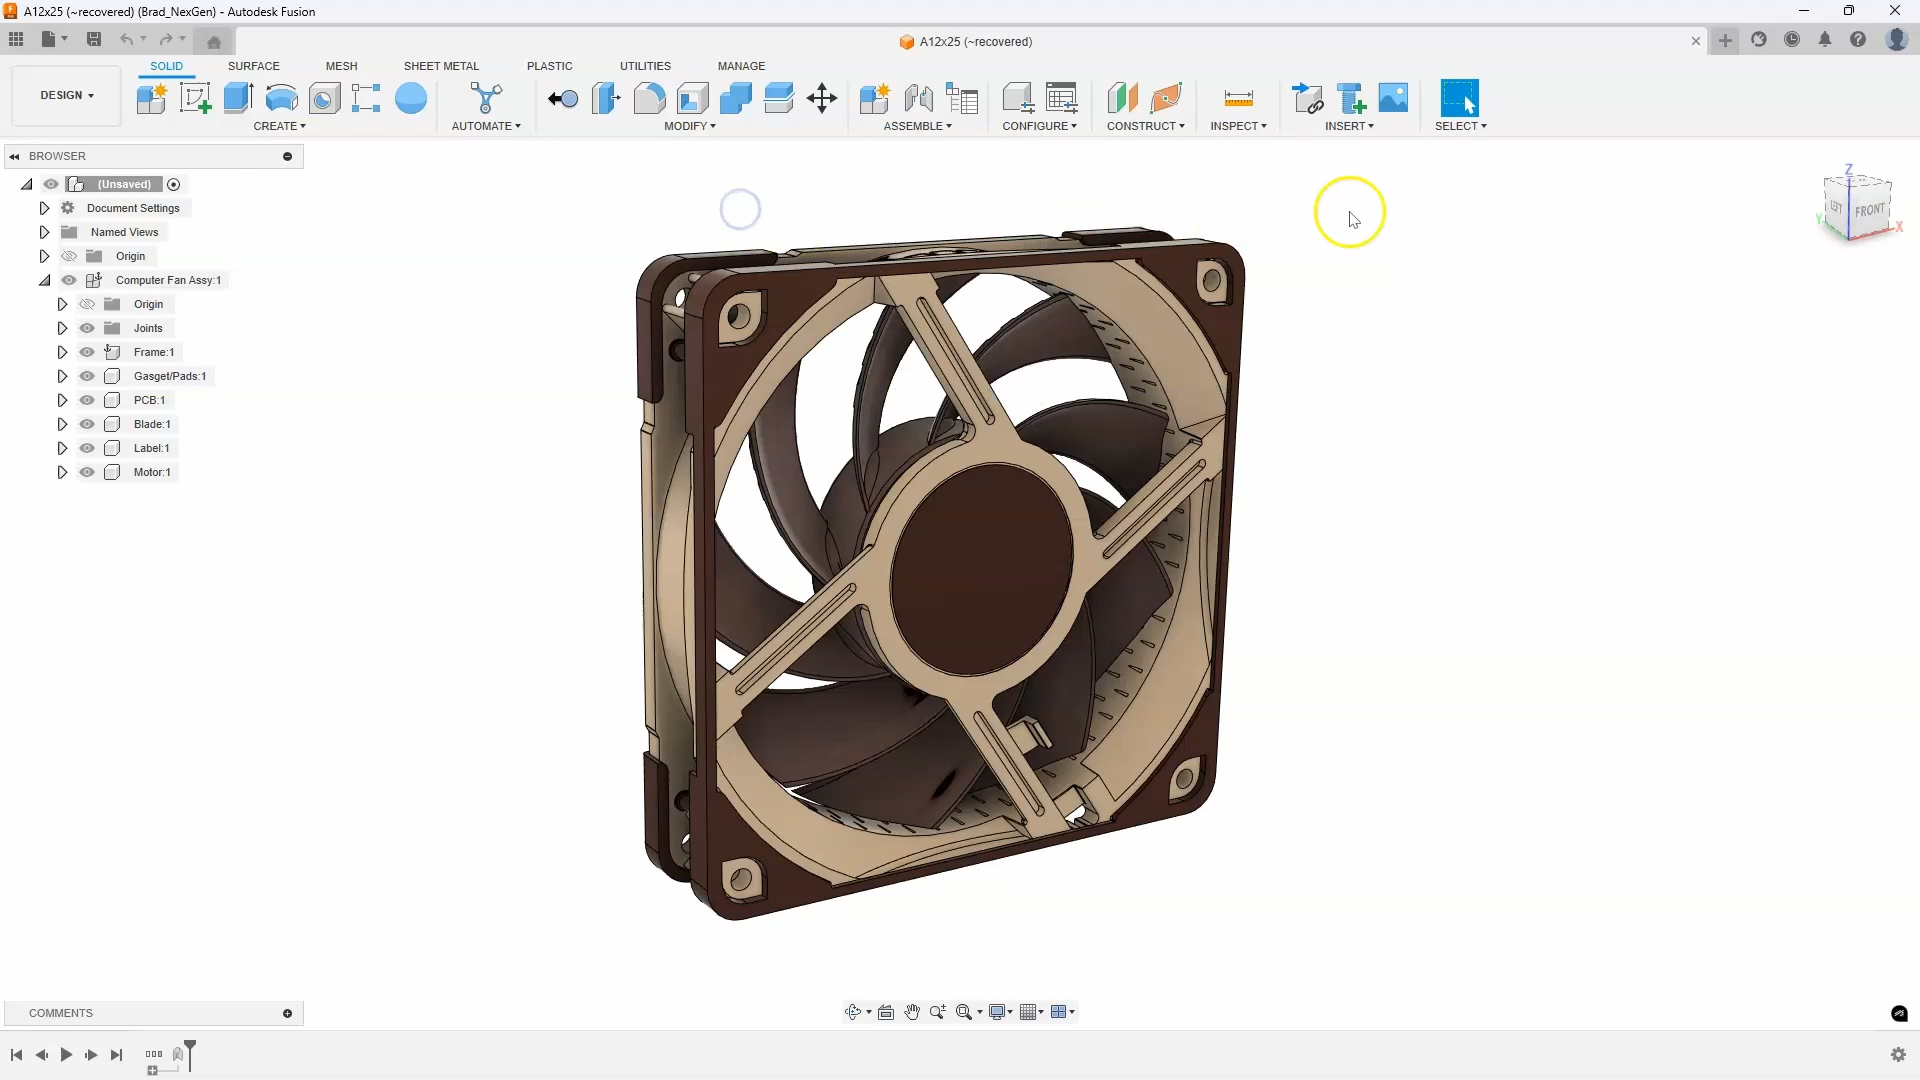 A12x25 (~recovered) (Brad_NexGen) - Autodesk Fusion
A12x25 (~recovered)
SOLID SURFACE MESH SHEET METAL PLASTIC UTILITIES MANAGE
DESIGN
CREATE AUTOMATE MODIFY ASSEMBLE CONFIGURE CONSTRUCT INSPECT INSERT SELECT
BROWSER
(Unsaved)
Document Settings
Named Views
Origin
Computer Fan Assy:1
Origin
Joints
Frame:1
Gasget/Pads:1
PCB:1
Blade:1
Label:1
Motor:1
Z
LEFT FRONT
Y X
COMMENTS